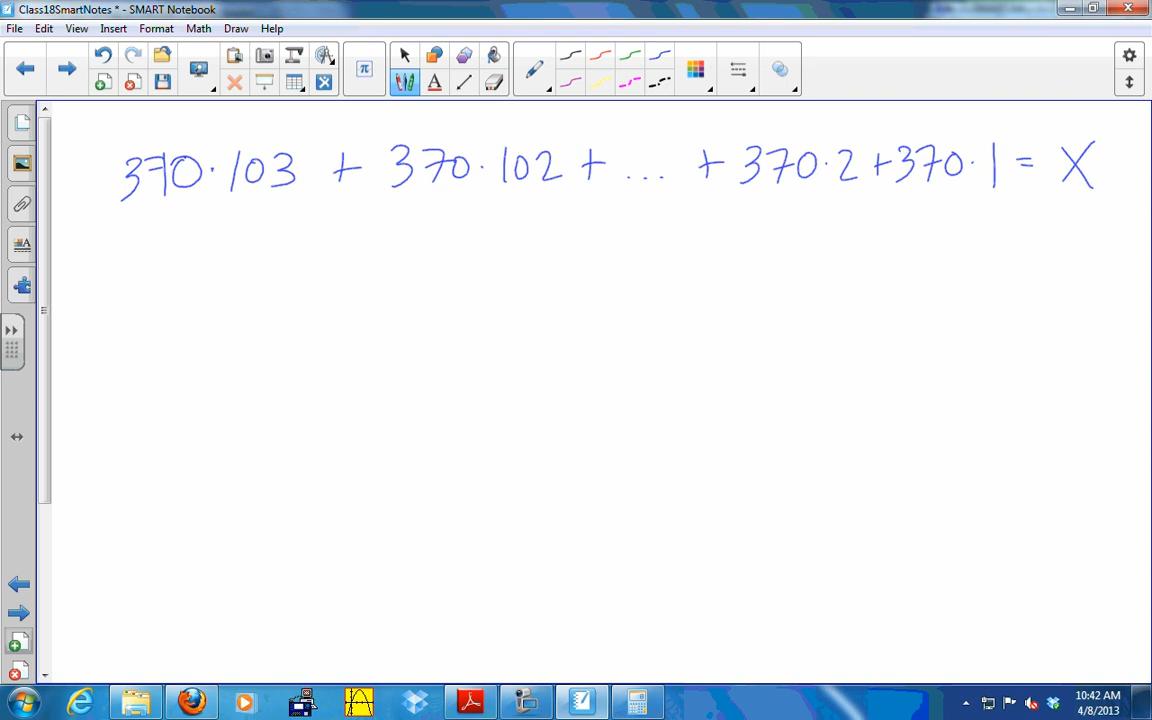 Class18SmartNotes * - SMART Notebook
File Edit View Insert Format Math Draw Help
π
A
370·103 + 370·102 + ... + 370·2 + 370·1 = X
10:42 AM
4/8/2013